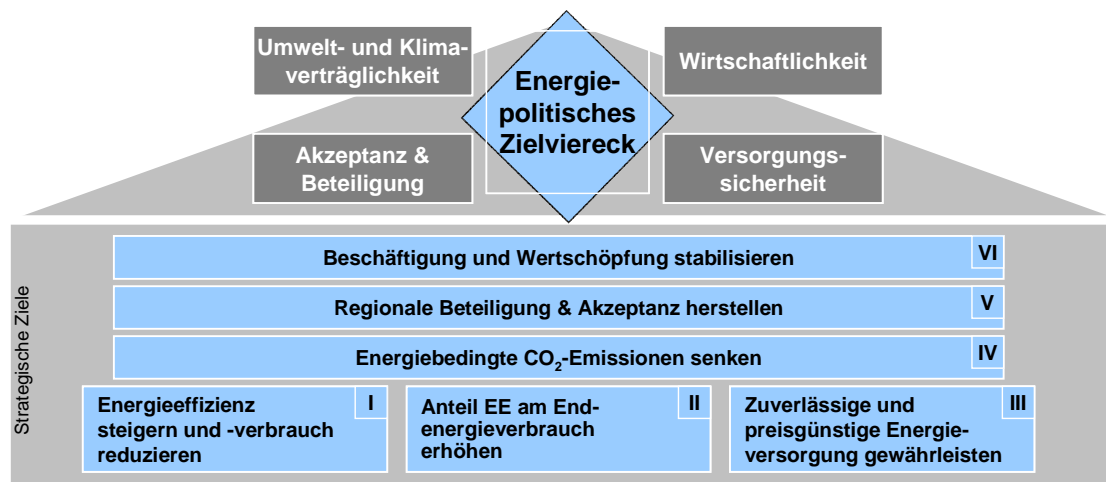 Umwelt- und Klima-
verträglichkeit
Energie-
politisches
Zielviereck
Wirtschaftlichkeit
Akzeptanz &
Beteiligung
Versorgungs-
sicherheit
Strategische Ziele
Beschäftigung und Wertschöpfung stabilisieren
VI
Regionale Beteiligung & Akzeptanz herstellen
V
Energiebedingte CO₂-Emissionen senken
IV
Energieeffizienz
steigern und -verbrauch
reduzieren
I
Anteil EE am End-
energieverbrauch
erhöhen
II
Zuverlässige und
preisgünstige Energie-
versorgung gewährleisten
III